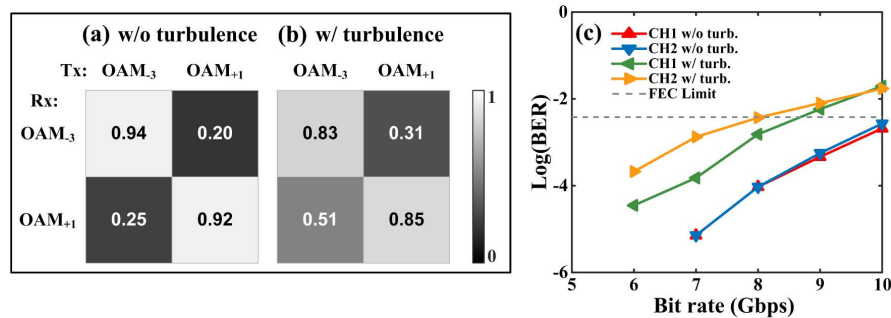 (a) w/o turbulence
(b) w/ turbulence
Tx: OAM-3 OAM+1 OAM-3 OAM+1
Rx:
OAM-3 0.94 0.20 0.83 0.31
OAM+1 0.25 0.92 0.51 0.85
1
0
(c)
CH1 w/o turb.
CH2 w/o turb.
CH1 w/ turb.
CH2 w/ turb.
FEC Limit
Log(BER)
0
-2
-4
-6
5 6 7 8 9 10
Bit rate (Gbps)